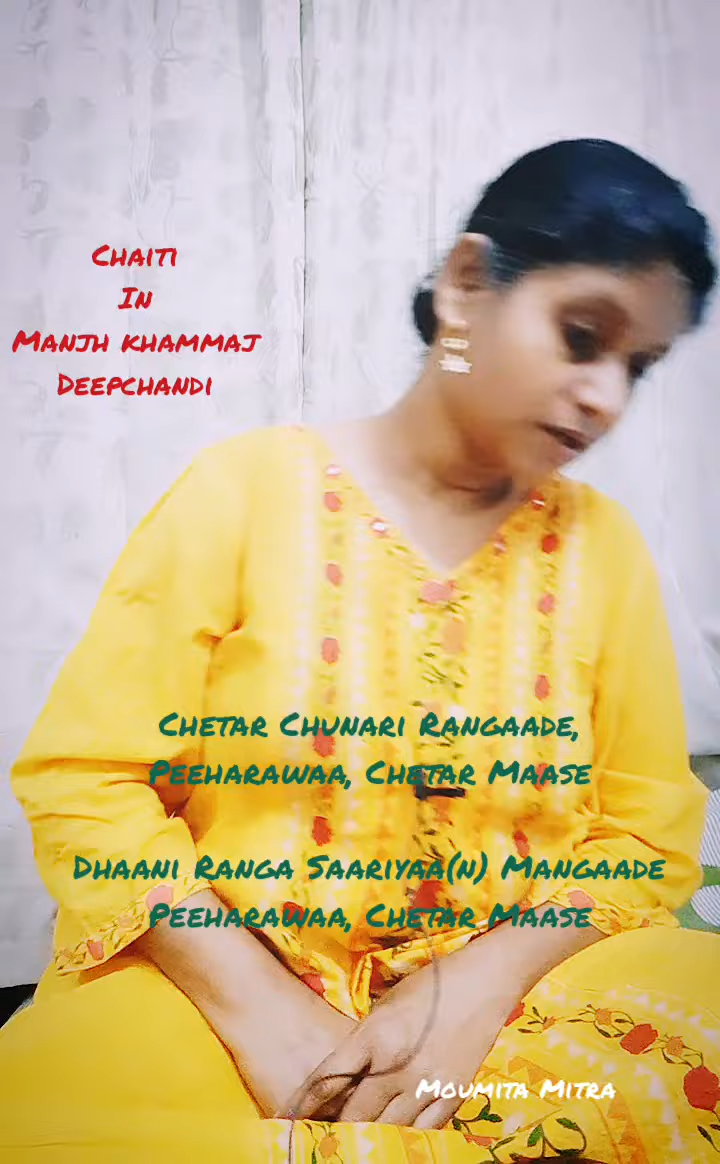 Chaiti
In
Manjh khammaj
Deepchandi
Chetar Chunari Rangaade,
Peeharawaa, Chetar Maase
Dhaani Ranga Saariyaa(n) Mangaade
Peeharawaa, Chetar Maase
Moumita Mitra